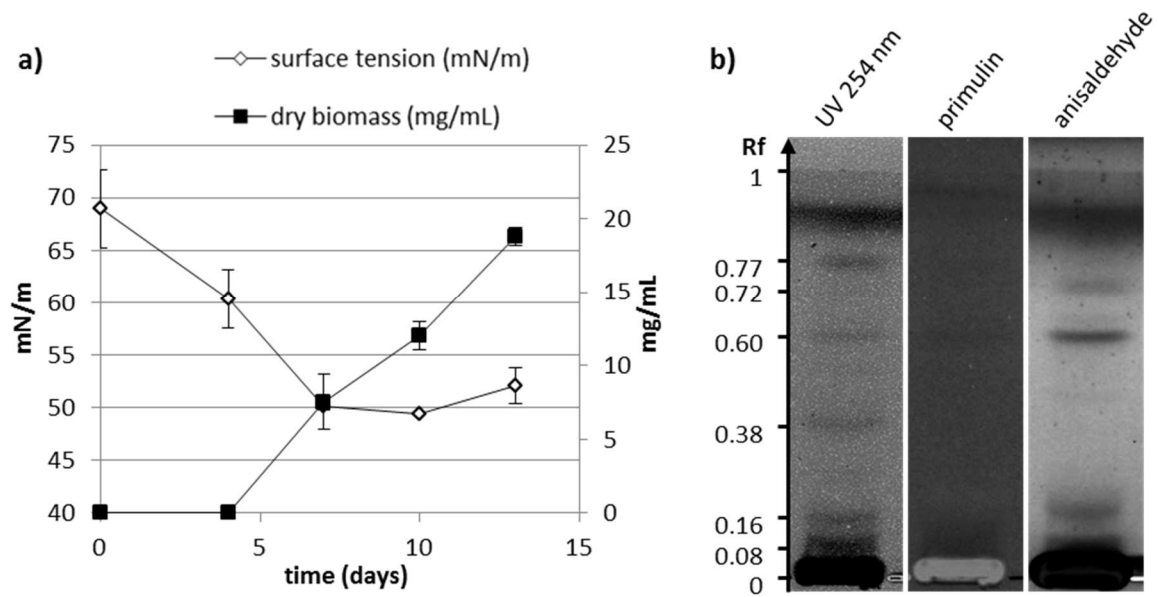 a)
surface tension (mN/m)
dry biomass (mg/mL)
75
70
65
60
55
50
45
40
mN/m
25
20
15
10
5
0
mg/mL
0
5
10
15
time (days)
b)
UV 254 nm
primulin
anisaldehyde
Rf
1
0.77
0.72
0.60
0.38
0.16
0.08
0